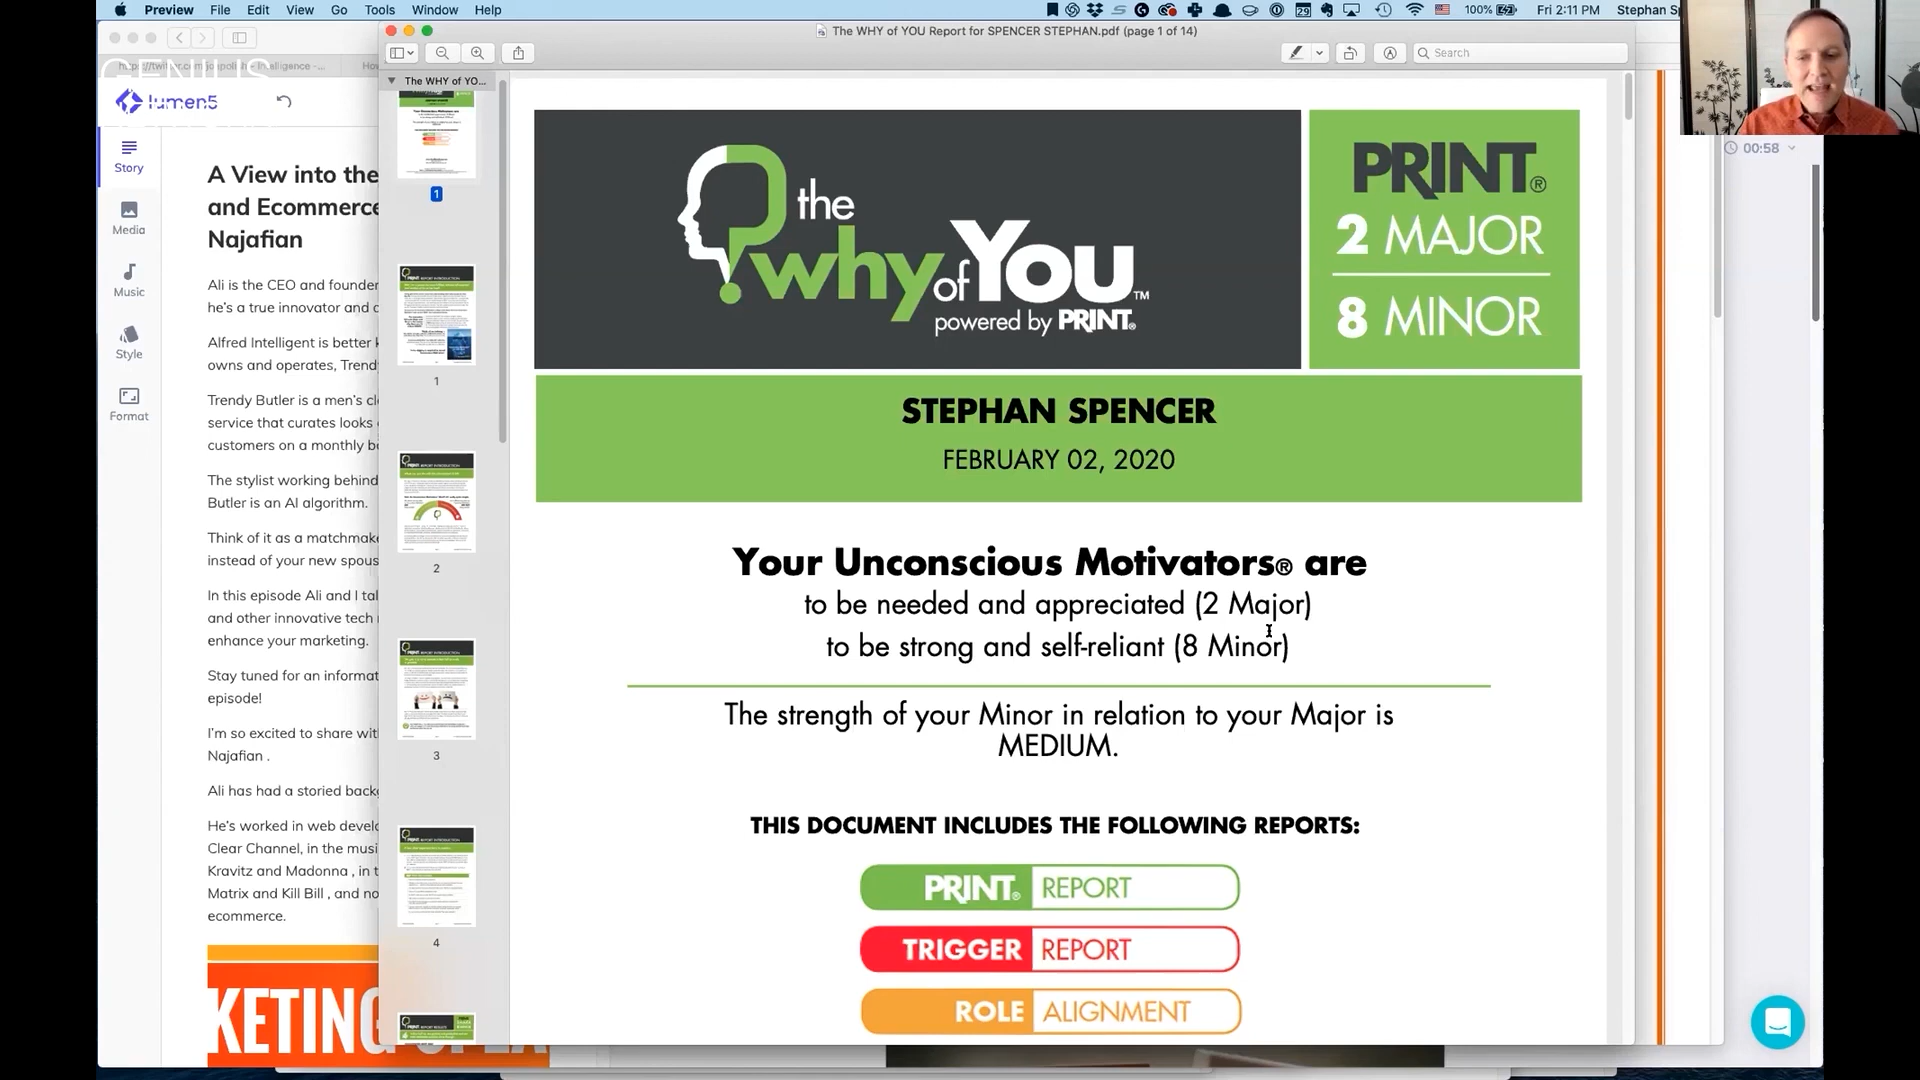 Preview File Edit View Go Tools Window Help
100% Fri 2:11 PM Stephan Sp
The WHY of YOU Report for SPENCER STEPHAN.pdf (page 1 of 14)
Search
GENIUS
lumen5
Story
Media
Music
Style
Format
A View into the
and Ecommerce
Najafian
Ali is the CEO and founder
he's a true innovator and
Alfred Intelligent is better
owns and operates, Trendy
Trendy Butler is a men's
service that curates looks
customers on a monthly
The stylist working behind
Butler is an AI algorithm.
Think of it as a matchmake
instead of your new spous
In this episode Ali and I
and other innovative tech
enhance your marketing.
Stay tuned for an informat
episode!
I'm so excited to share
Najafian .
Ali has had a storied
He's worked in web
Clear Channel, in the
Kravitz and Madonna , in
Matrix and Kill Bill , and
ecommerce.
KETING
The WHY of YO...
1
1
2
3
4
the
why of You™
powered by PRINT®
PRINT®
2 MAJOR
8 MINOR
STEPHAN SPENCER
FEBRUARY 02, 2020
Your Unconscious Motivators® are
to be needed and appreciated (2 Major)
to be strong and self-reliant (8 Minor)
The strength of your Minor in relation to your Major is
MEDIUM.
THIS DOCUMENT INCLUDES THE FOLLOWING REPORTS:
PRINT® REPORT
TRIGGER REPORT
ROLE ALIGNMENT
00:58